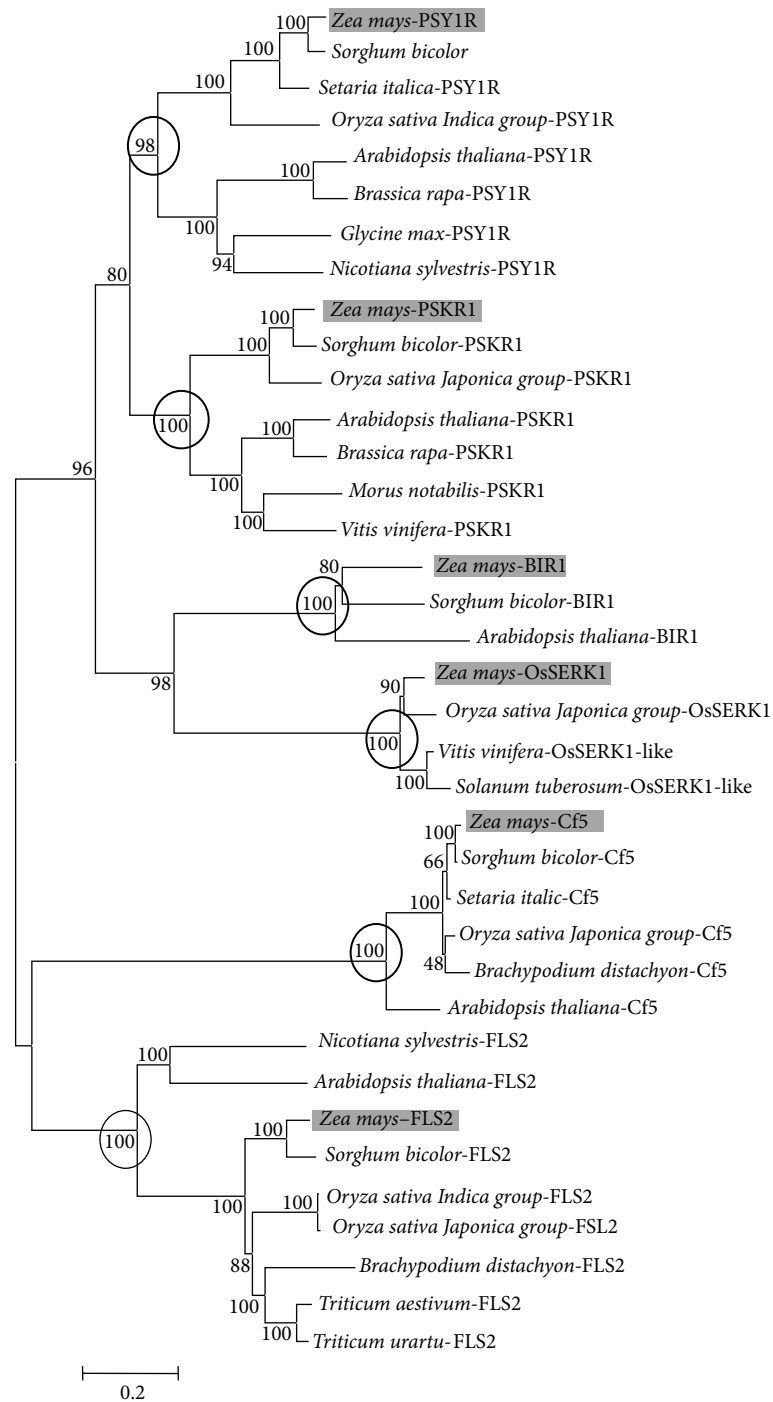 100
Zea mays-PSY1R
100
Sorghum bicolor
100
Setaria italica-PSY1R
Oryza sativa Indica group-PSY1R
98
Arabidopsis thaliana-PSY1R
100
Brassica rapa-PSY1R
100
Glycine max-PSY1R
94
Nicotiana sylvestris-PSY1R
80
Zea mays-PSKR1
100
Sorghum bicolor-PSKR1
100
Oryza sativa Japonica group-PSKR1
100
Arabidopsis thaliana-PSKR1
100
Brassica rapa-PSKR1
96
100
Morus notabilis-PSKR1
100
Vitis vinifera-PSKR1
80
Zea mays-BIR1
100
Sorghum bicolor-BIR1
Arabidopsis thaliana-BIR1
98
90
Zea mays-OsSERK1
Oryza sativa Japonica group-OsSERK1
100
Vitis vinifera-OsSERK1-like
100
Solanum tuberosum-OsSERK1-like
100
Zea mays-Cf5
66
Sorghum bicolor-Cf5
100
Setaria italic-Cf5
Oryza sativa Japonica group-Cf5
100
48
Brachypodium distachyon-Cf5
Arabidopsis thaliana-Cf5
100
Nicotiana sylvestris-FLS2
Arabidopsis thaliana-FLS2
100
100
Zea mays–FLS2
Sorghum bicolor-FLS2
100
100
Oryza sativa Indica group-FLS2
Oryza sativa Japonica group-FSL2
88
Brachypodium distachyon-FLS2
100
Triticum aestivum-FLS2
100
Triticum urartu-FLS2
0.2